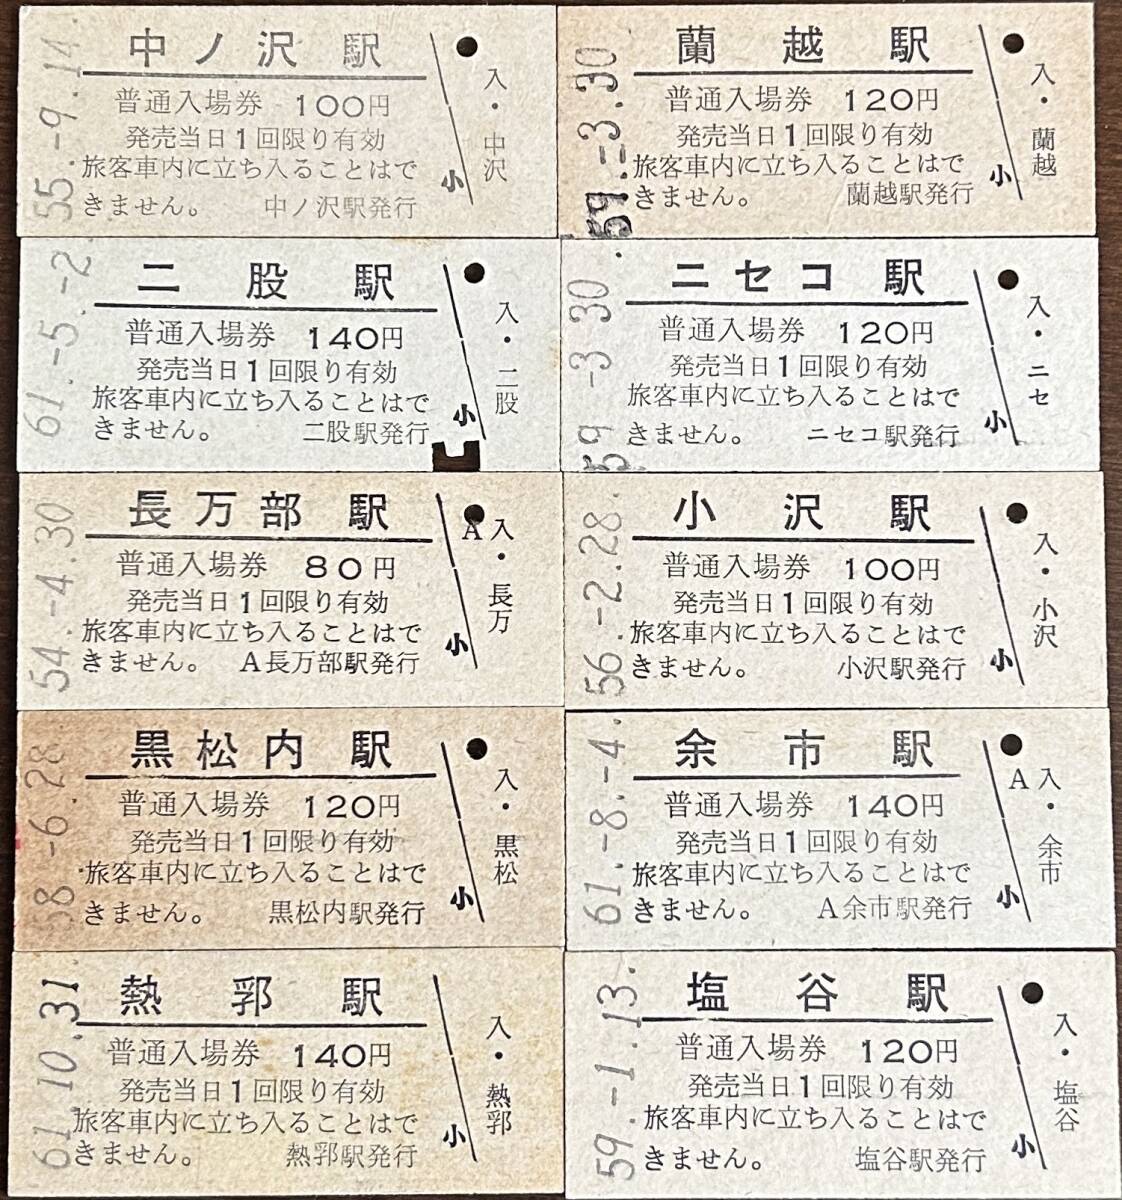 55.-9.14
中ノ沢駅
普通入場券 100円
発売当日1回限り有効
旅客車内に立ち入ることはで
きません。 中ノ沢駅発行
小
入・中沢
59.-3.30
蘭越駅
普通入場券 120円
発売当日1回限り有効
旅客車内に立ち入ることはで
きません。 蘭越駅発行
小
入・蘭越
61.-5.-2
二股駅
普通入場券 140円
発売当日1回限り有効
旅客車内に立ち入ることはで
きません。 二股駅発行
小
入・二股
59.-3.30
ニセコ駅
普通入場券 120円
発売当日1回限り有効
旅客車内に立ち入ることはで
きません。 ニセコ駅発行
小
入・ニセ
54.-4.30
長万部駅
普通入場券 80円
発売当日1回限り有効
旅客車内に立ち入ることはで
きません。 A長万部駅発行
小
A
入・長万
56.-2.28.
小沢駅
普通入場券 100円
発売当日1回限り有効
旅客車内に立ち入ることはで
きません。 小沢駅発行
小
入・小沢
58.-6.28
黒松内駅
普通入場券 120円
発売当日1回限り有効
旅客車内に立ち入ることはで
きません。 黒松内駅発行
小
入・黒松
61.-8.-4.
余市駅
普通入場券 140円
発売当日1回限り有効
旅客車内に立ち入ることはで
きません。 A余市駅発行
小
A
入・余市
61.10.31.
熱郛駅
普通入場券 140円
発売当日1回限り有効
旅客車内に立ち入ることはで
きません。 熱郛駅発行
小
入・熱郛
59.-1.13.
塩谷駅
普通入場券 120円
発売当日1回限り有効
旅客車内に立ち入ることはで
きません。 塩谷駅発行
小
入・塩谷